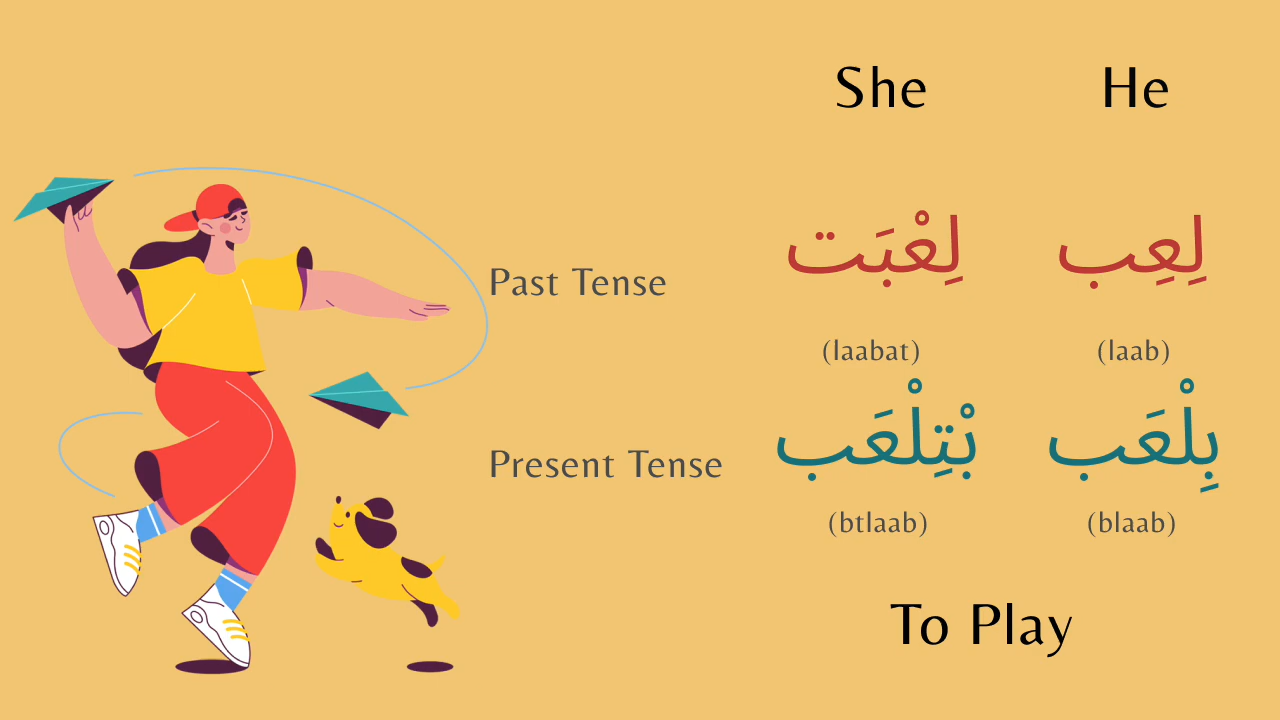 She He
Past Tense لِعْبَت لِعِب
(laabat) (laab)
Present Tense بْتِلْعَب بِلْعَب
(btlaab) (blaab)
To Play